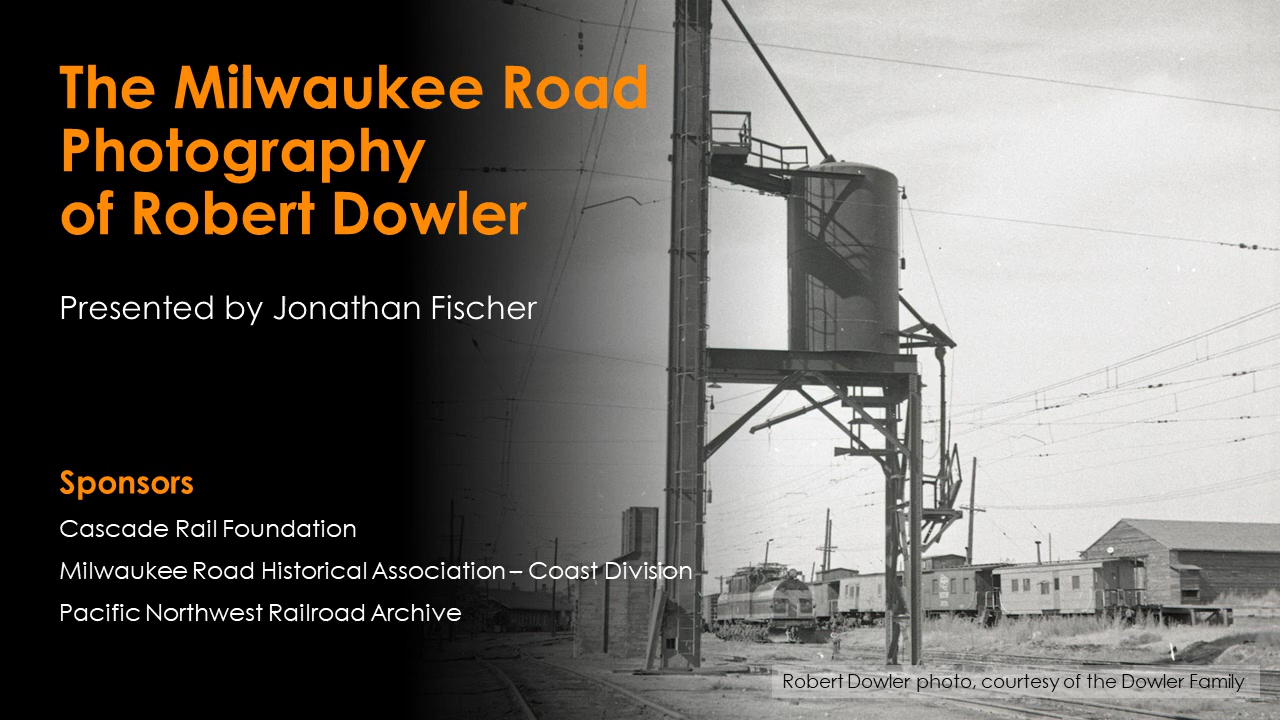 The Milwaukee Road
Photography
of Robert Dowler
Presented by Jonathan Fischer
Sponsors
Cascade Rail Foundation
Milwaukee Road Historical Association – Coast Division
Pacific Northwest Railroad Archive
Robert Dowler photo, courtesy of the Dowler Family